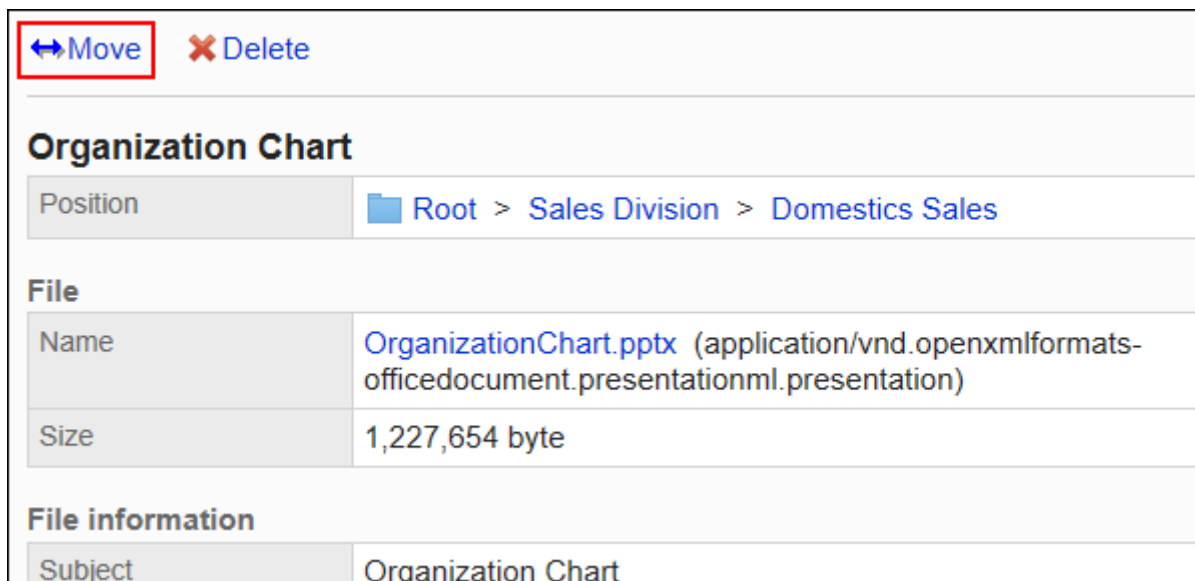 Move Delete
Organization Chart
Position Root > Sales Division > Domestics Sales
File
Name OrganizationChart.pptx (application/vnd.openxmlformats-
officedocument.presentationml.presentation)
Size 1,227,654 byte
File information
Subject Organization Chart